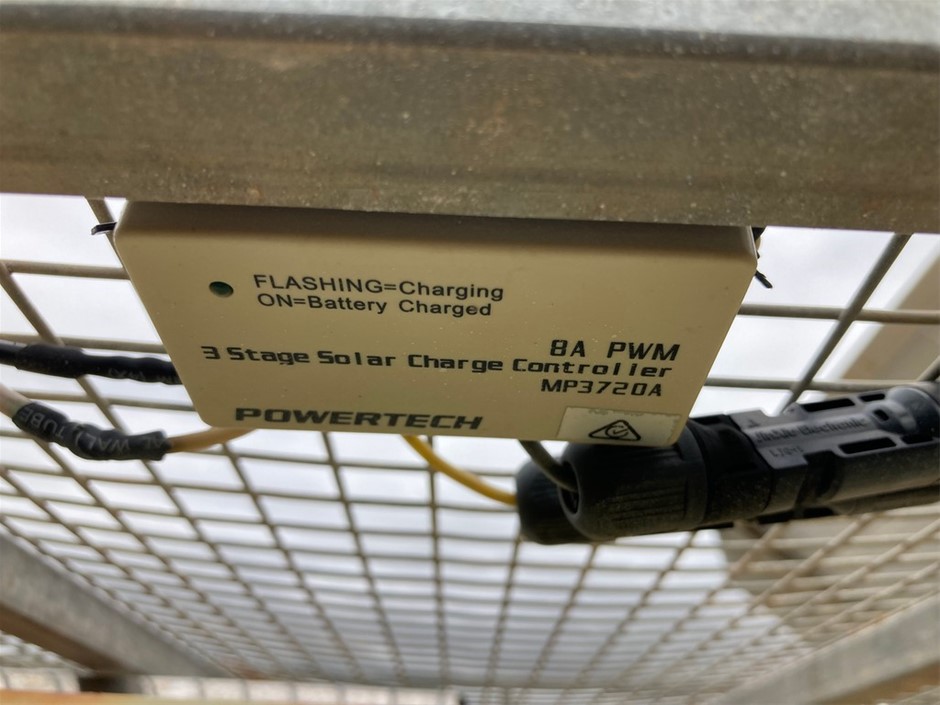 FLASHING=Charging
ON=Battery Charged
8A PWM
3 Stage Solar Charge Controller
MP3720A
POWERTECH